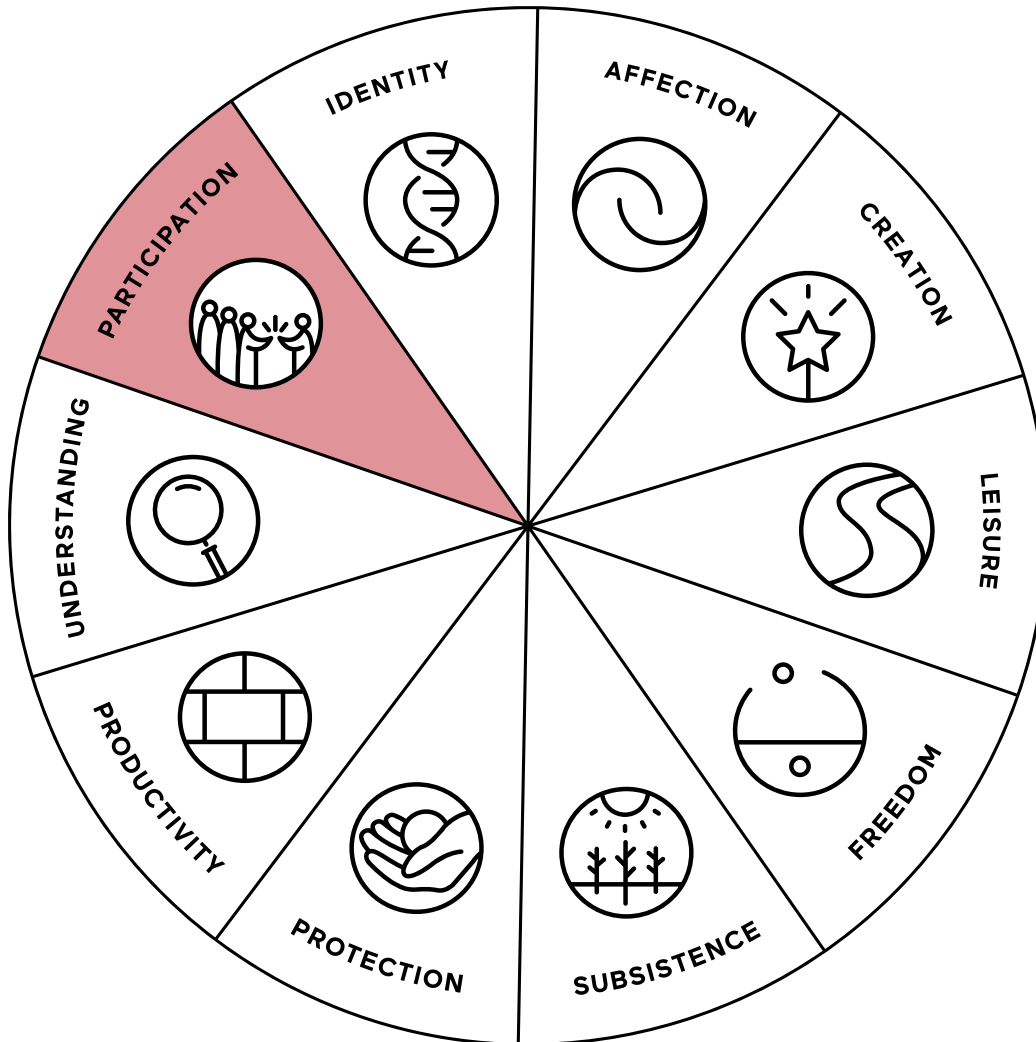 IDENTITY
AFFECTION
CREATION
LEISURE
FREEDOM
SUBSISTENCE
PROTECTION
PRODUCTIVITY
UNDERSTANDING
PARTICIPATION